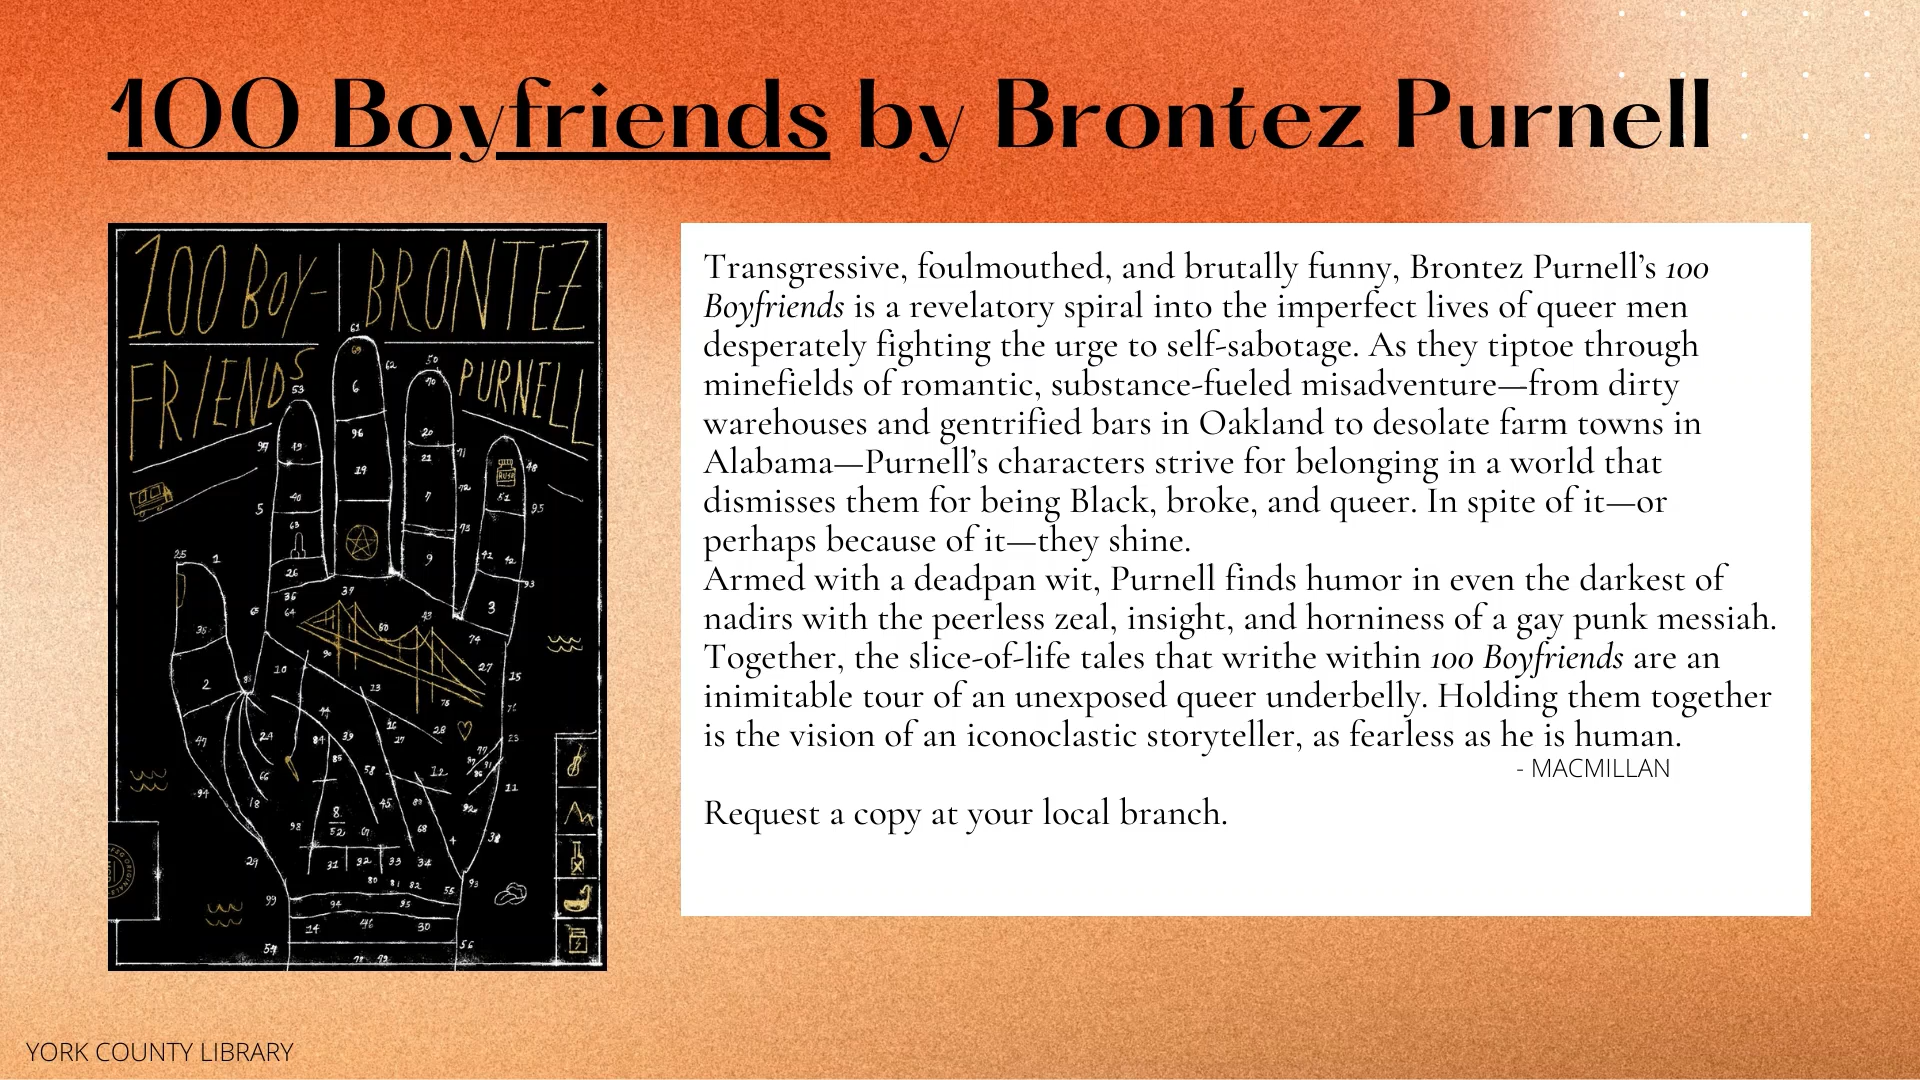 100 Boyfriends by Brontez Purnell
100 BOY-
FRIENDS
BRONTEZ
PURNELL
Transgressive, foulmouthed, and brutally funny, Brontez Purnell’s 100
Boyfriends is a revelatory spiral into the imperfect lives of queer men
desperately fighting the urge to self-sabotage. As they tiptoe through
minefields of romantic, substance-fueled misadventure—from dirty
warehouses and gentrified bars in Oakland to desolate farm towns in
Alabama—Purnell’s characters strive for belonging in a world that
dismisses them for being Black, broke, and queer. In spite of it—or
perhaps because of it—they shine.
Armed with a deadpan wit, Purnell finds humor in even the darkest of
nadirs with the peerless zeal, insight, and horniness of a gay punk messiah.
Together, the slice-of-life tales that writhe within 100 Boyfriends are an
inimitable tour of an unexposed queer underbelly. Holding them together
is the vision of an iconoclastic storyteller, as fearless as he is human.
- MACMILLAN
Request a copy at your local branch.
YORK COUNTY LIBRARY